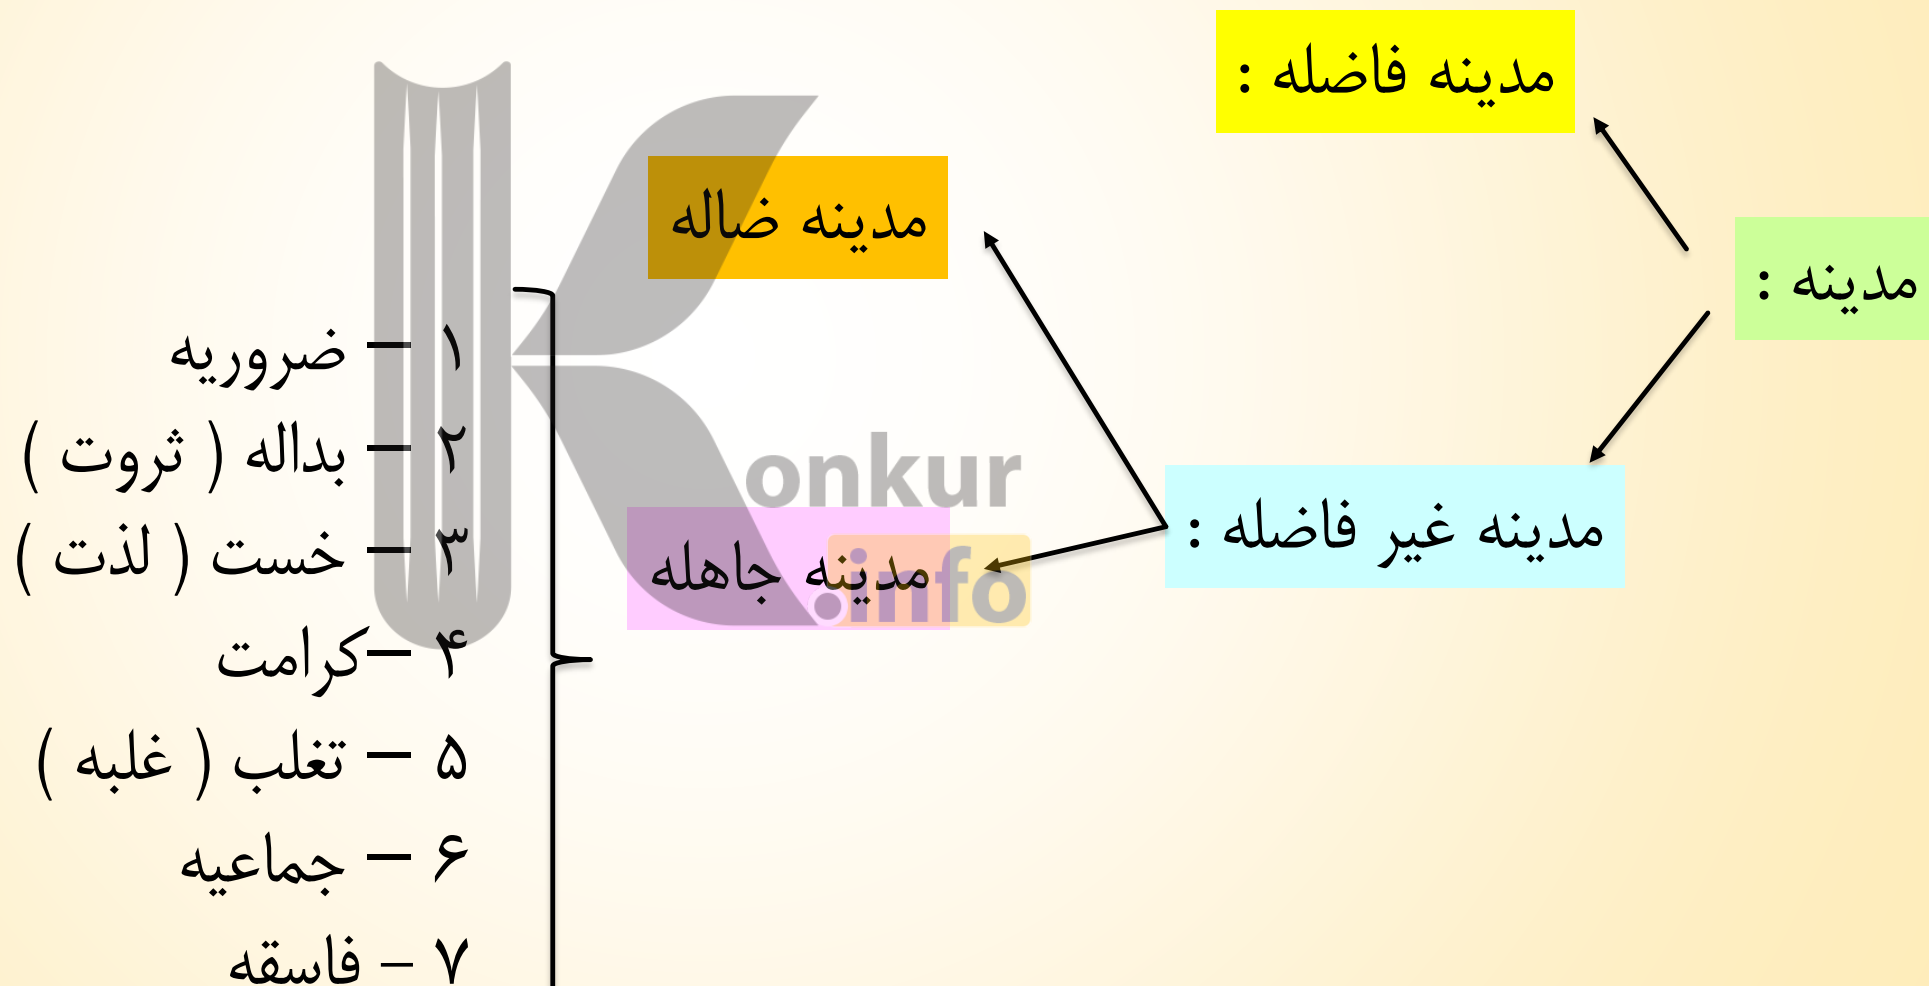 مدینه :
مدینه فاضله :
مدینه غیر فاضله :
مدینه ضاله
مدینه جاهله
۱ – ضروریه
۲ – بداله ( ثروت )
۳ – خست ( لذت )
۴ –کرامت
۵ – تغلب ( غلبه )
۶ – جماعیه
۷ – فاسقه
Konkur
.info